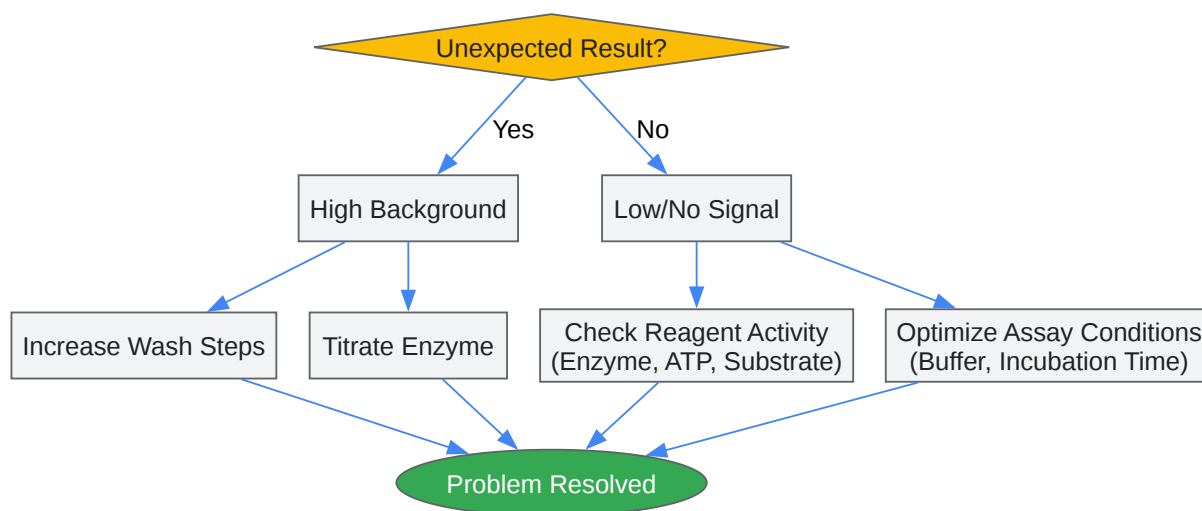 Unexpected Result?
Yes
No
High Background
Low/No Signal
Increase Wash Steps
Titrate Enzyme
Check Reagent Activity
(Enzyme, ATP, Substrate)
Optimize Assay Conditions
(Buffer, Incubation Time)
Problem Resolved